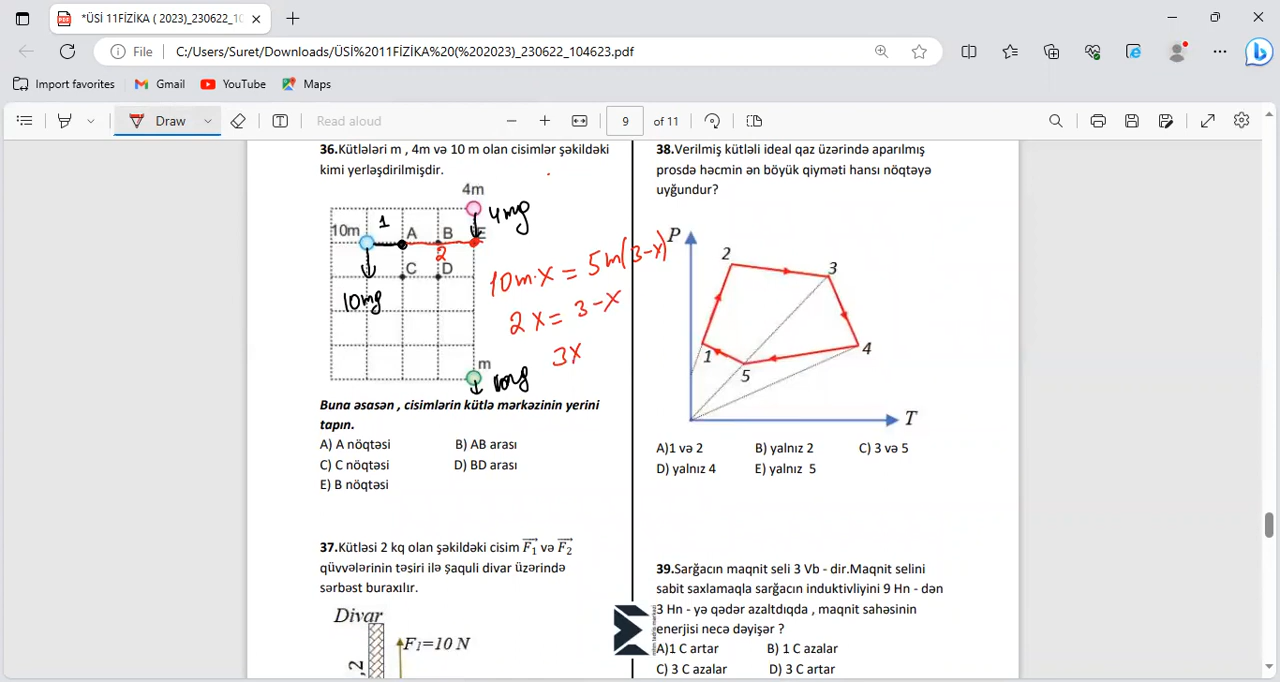 *ÜSİ 11FİZİKA ( 2023)_230622_10
File C:/Users/Suret/Downloads/ÜSİ%2011FİZİKA%20(%202023)_230622_104623.pdf
Import favorites Gmail YouTube Maps
Draw Read aloud 9 of 11
36.Kütlələri m , 4m və 10 m olan cisimlər şəkildəki
kimi yerləşdirilmişdir.
4m
4mg
10m 1 A B E
2
C D
10mg
m
10m·x = 5m(3-x)
2x = 3-x
3x
Buna əsasən , cisimlərin kütlə mərkəzinin yerini
tapın.
A) A nöqtəsi B) AB arası
C) C nöqtəsi D) BD arası
E) B nöqtəsi
37.Kütləsi 2 kq olan şəkildəki cisim F₁ və F₂
qüvvələrinin təsiri ilə şaquli divar üzərində
sərbəst buraxılır.
Divar
F₁=10 N
,2
38.Verilmiş kütləli ideal qaz üzərində aparılmış
prosdə həcmin ən böyük qiyməti hansı nöqtəyə
uyğundur?
P
2
3
1
4
5
T
A)1 və 2 B) yalnız 2 C) 3 və 5
D) yalnız 4 E) yalnız 5
39.Sarğacın maqnit seli 3 Vb - dir.Maqnit selini
sabit saxlamaqla sarğacın induktivliyini 9 Hn - dən
3 Hn - yə qədər azaltdıqda , maqnit sahəsinin
enerjisi necə dəyişər ?
A)1 C artar B) 1 C azalar
C) 3 C azalar D) 3 C artar